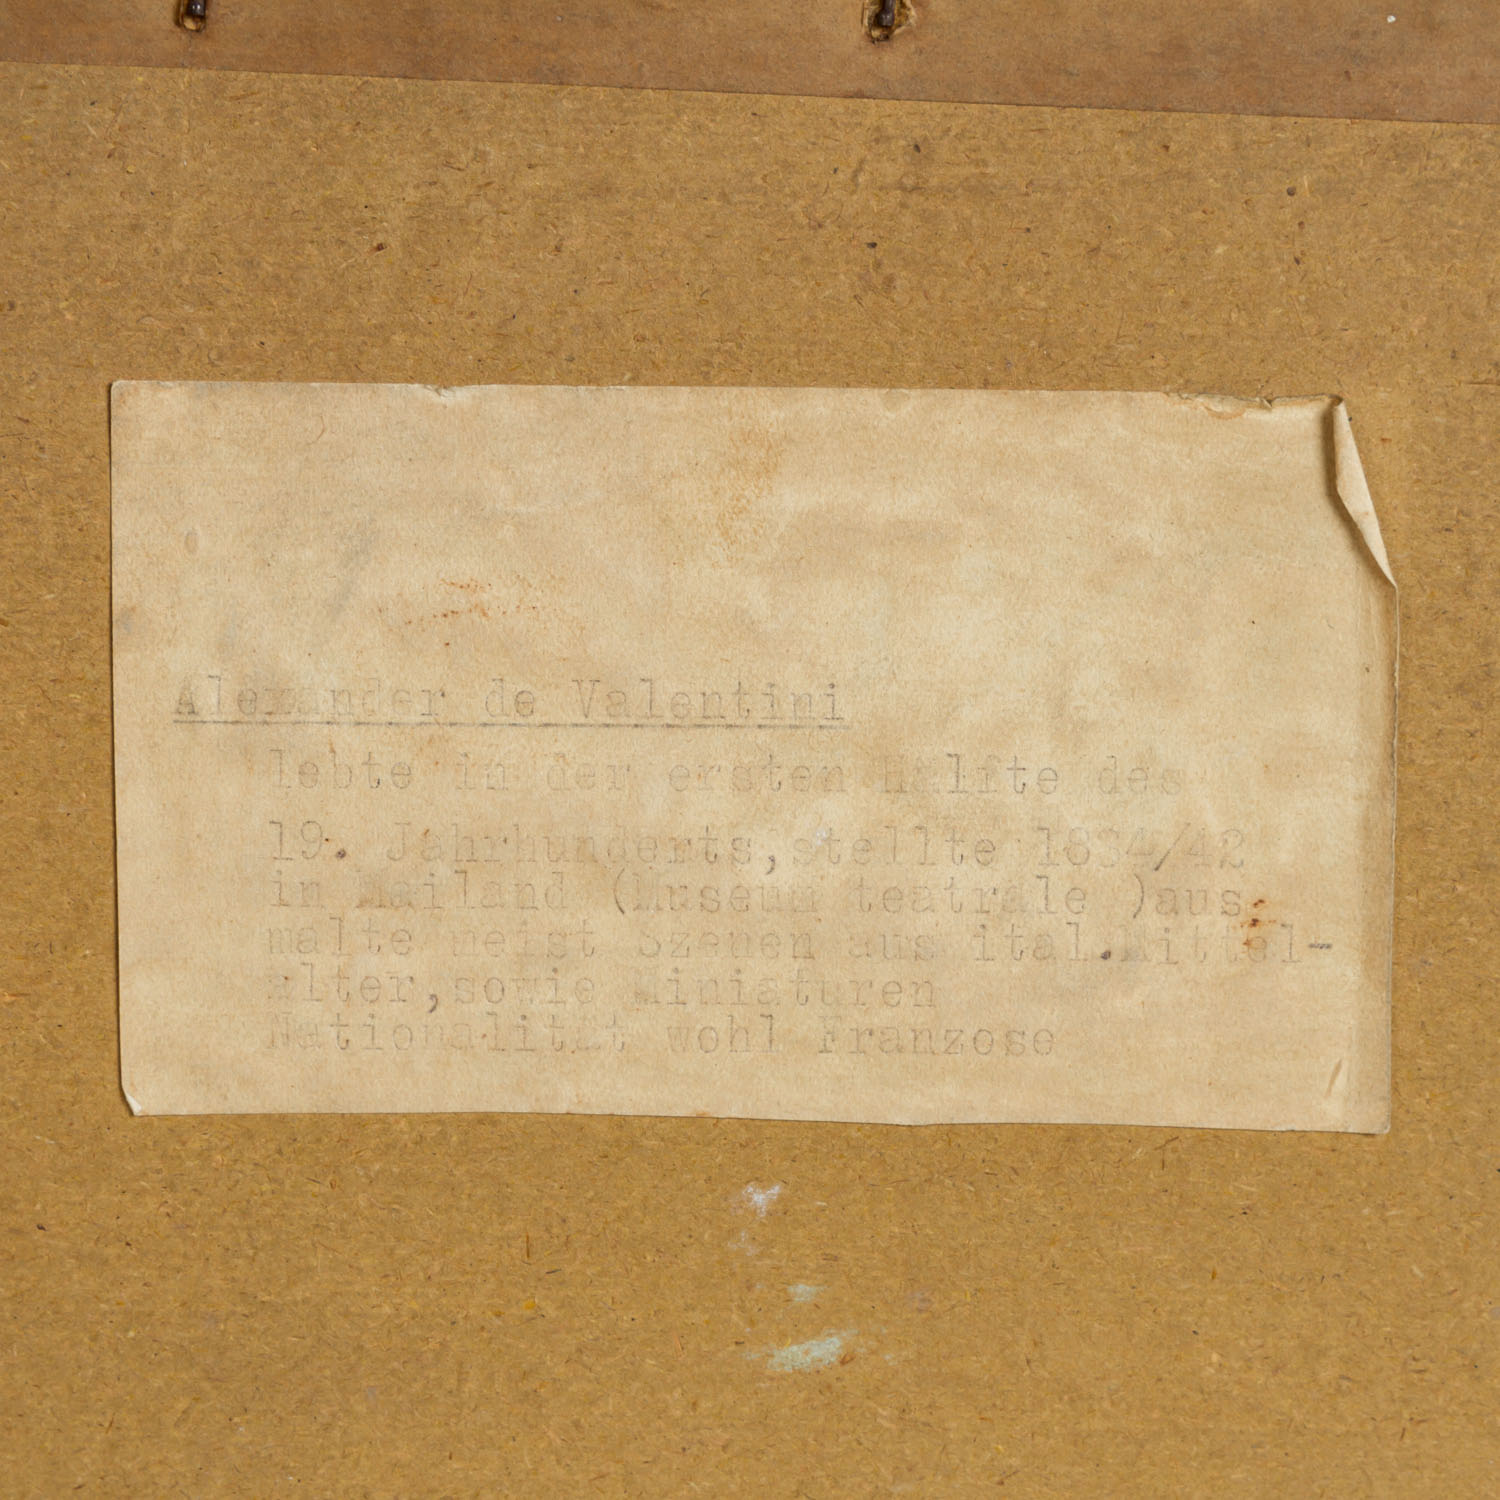 Alexander de Valentini
lebte in der ersten Hälfte des
19. Jahrhunderts,stellte 1834/42
in Mailand (Museum teatrale )aus
malte meist Szenen aus ital.Mittel-
alter,sowie Miniaturen
Nationalität wohl Franzose